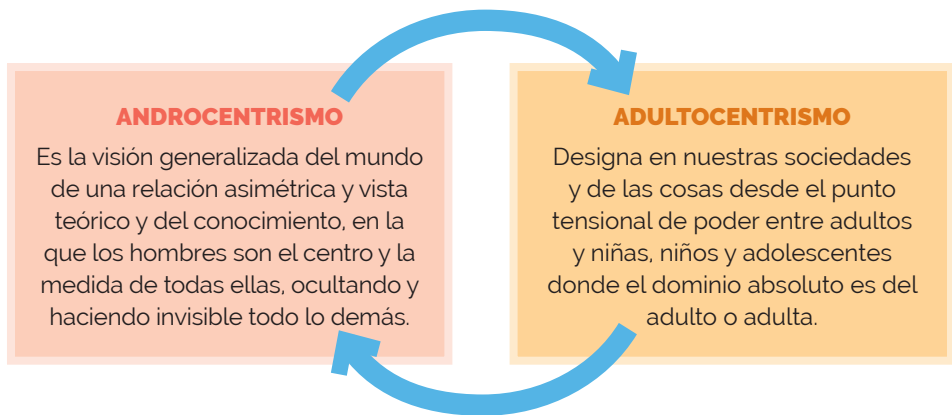 ANDROCENTRISMO
Es la visión generalizada del mundo
de una relación asimétrica y vista
teórico y del conocimiento, en la
que los hombres son el centro y la
medida de todas ellas, ocultando y
haciendo invisible todo lo demás.
ADULTOCENTRISMO
Designa en nuestras sociedades
y de las cosas desde el punto
tensional de poder entre adultos
y niñas, niños y adolescentes
donde el dominio absoluto es del
adulto o adulta.